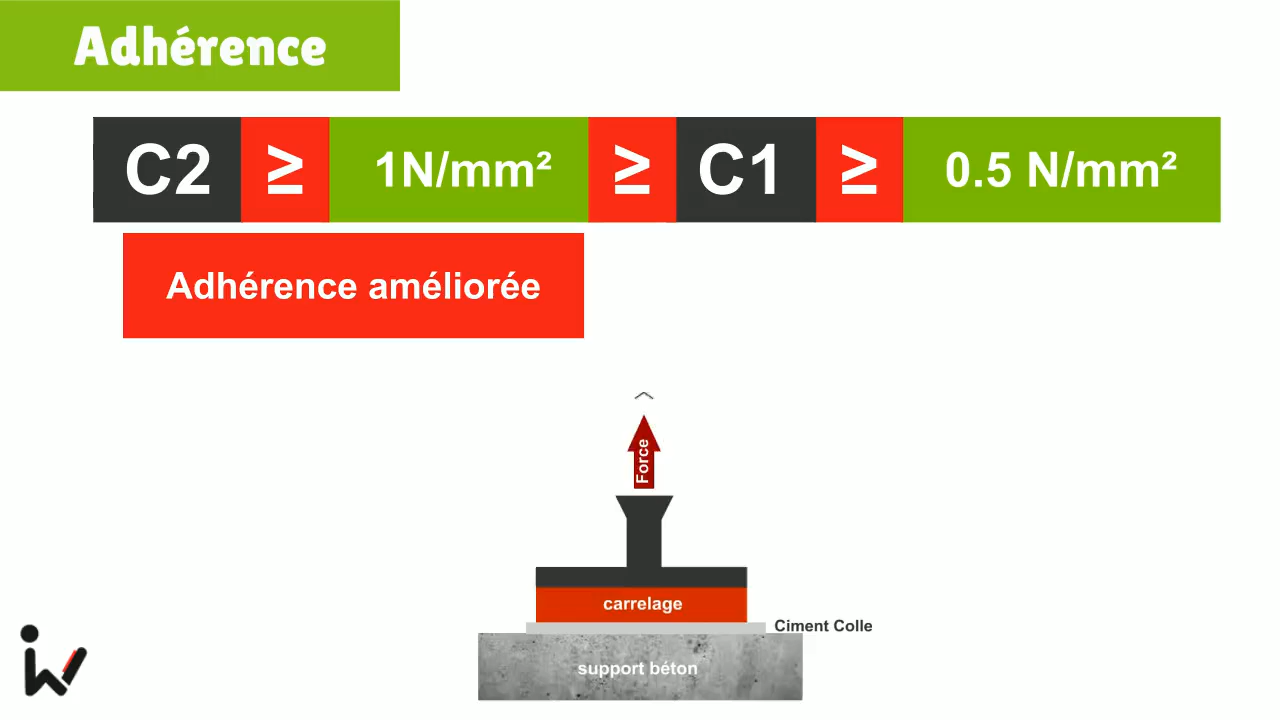 Adhérence
C2 ≥ 1N/mm² ≥ C1 ≥ 0.5 N/mm²
Adhérence améliorée
Force
carrelage
Ciment Colle
support béton